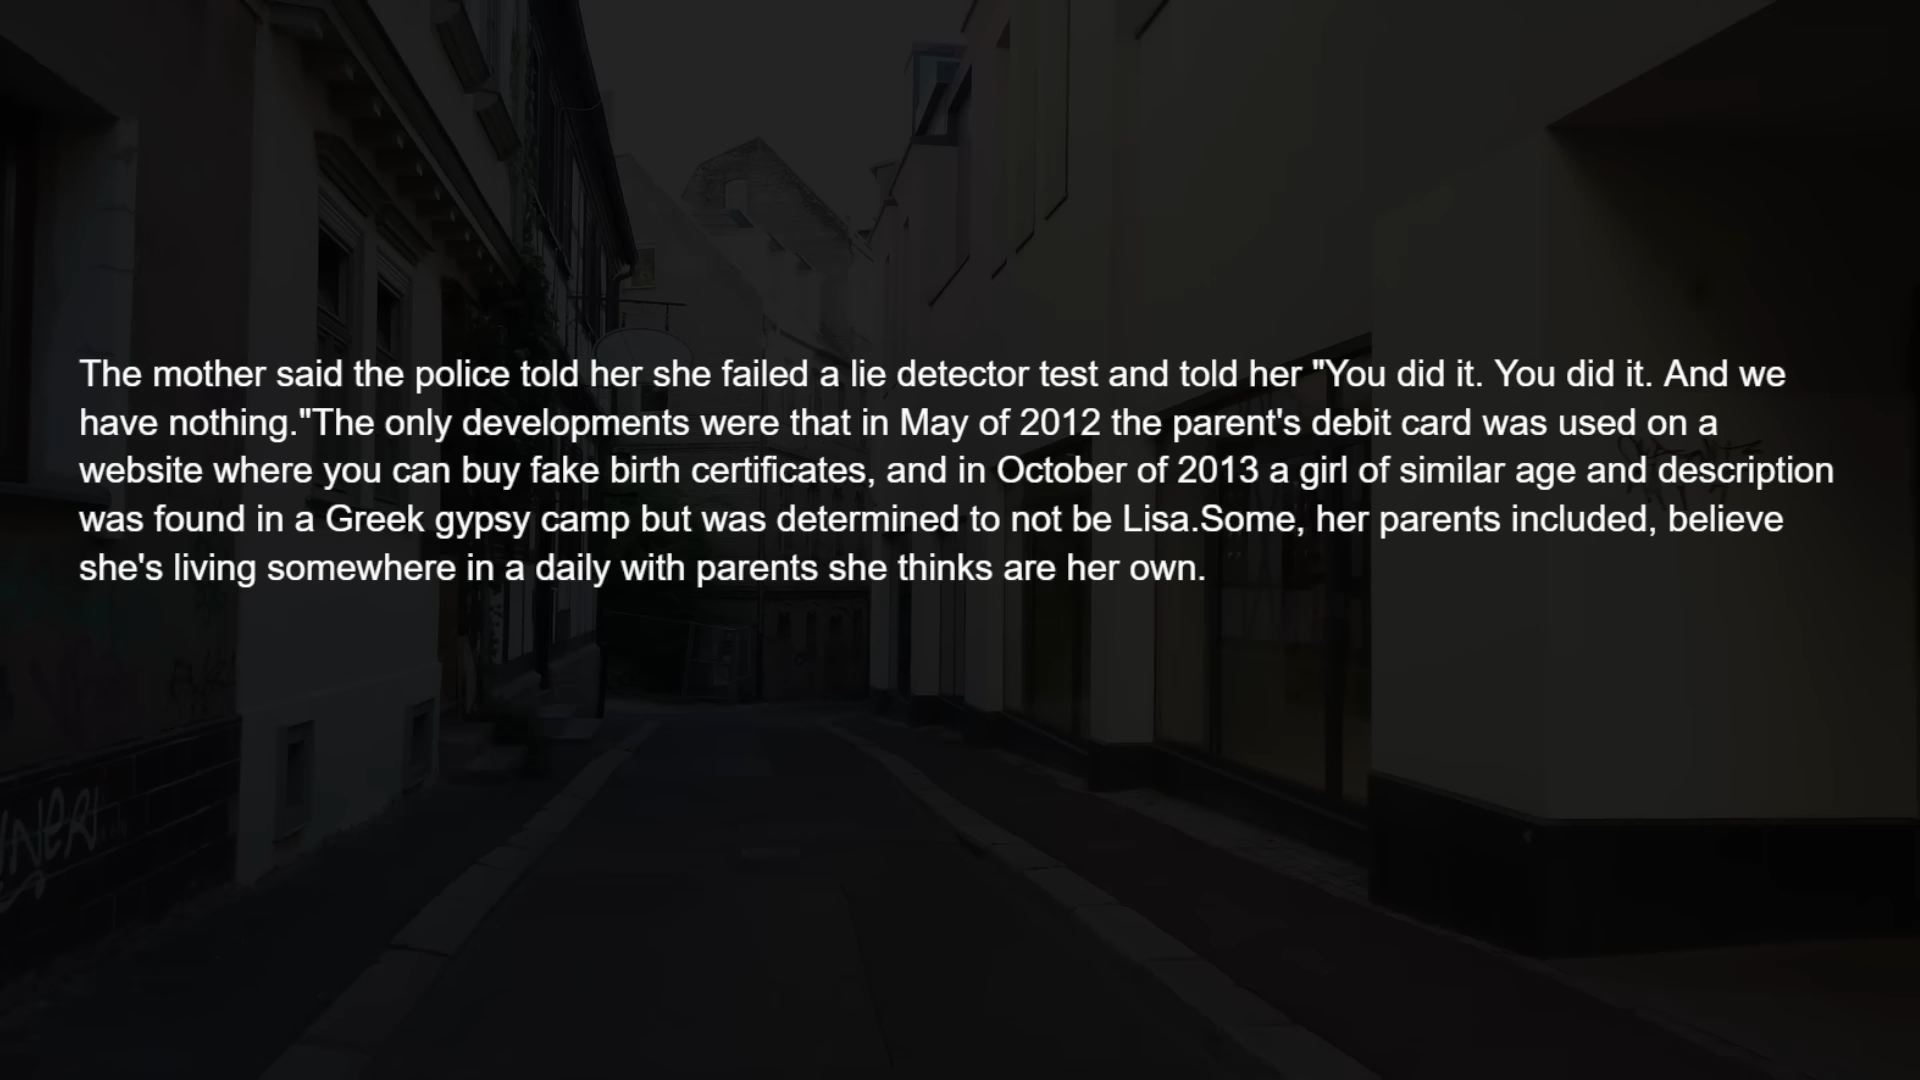 The mother said the police told her she failed a lie detector test and told her "You did it. You did it. And we
have nothing."The only developments were that in May of 2012 the parent's debit card was used on a
website where you can buy fake birth certificates, and in October of 2013 a girl of similar age and description
was found in a Greek gypsy camp but was determined to not be Lisa.Some, her parents included, believe
she's living somewhere in a daily with parents she thinks are her own.